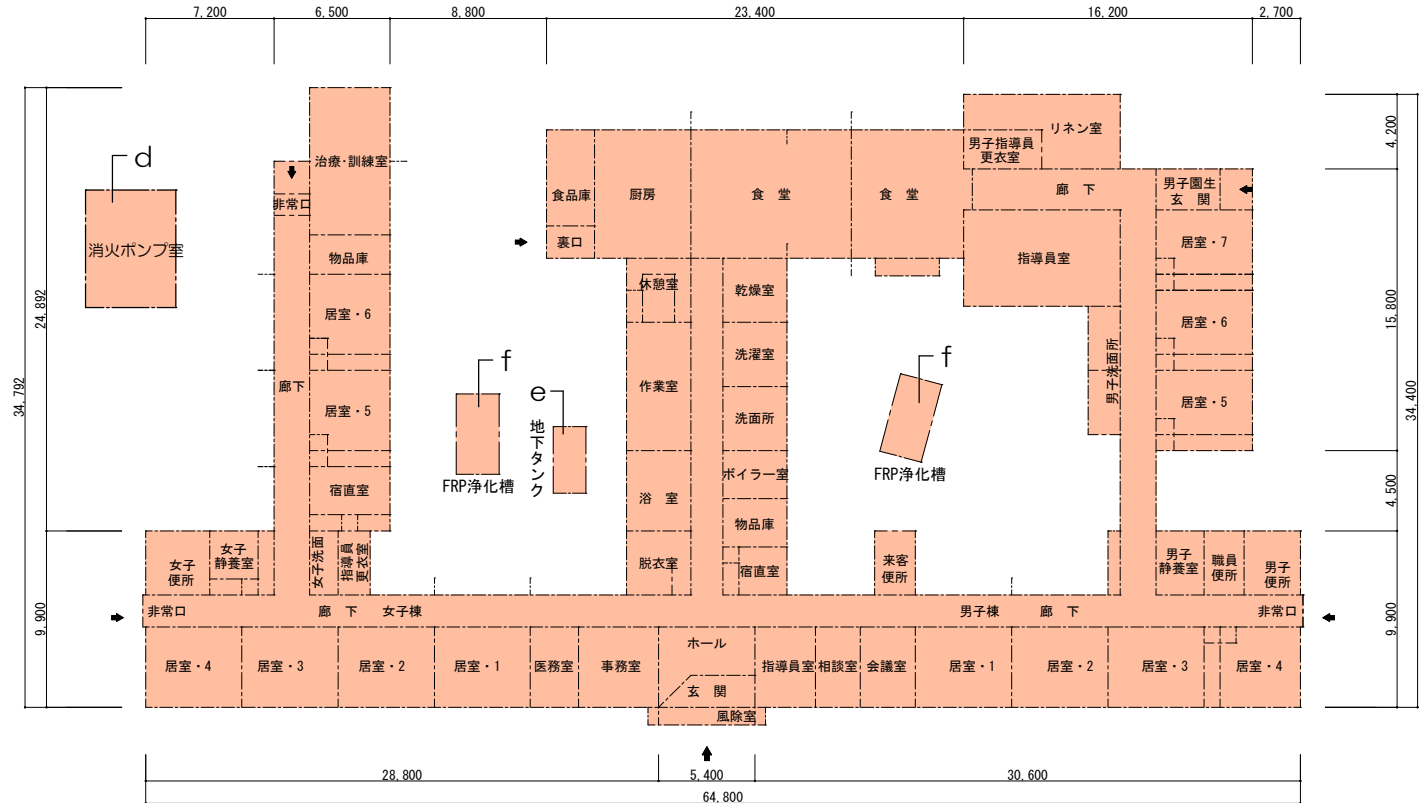 7,200
6,500
8,800
23,400
16,200
2,700
24,892
34,792
9,900
4,200
15,800
4,500
34,400
9,900
d
消火ポンプ室
治療・訓練室
非常口
物品庫
居室・6
廊下
居室・5
宿直室
女子
便所
女子
静養室
女子洗面
指導員
更衣室
f
FRP浄化槽
e
地下タンク
食品庫
裏口
厨房
食 堂
食 堂
男子指導員
更衣室
リネン室
廊 下
男子園生
玄 関
指導員室
居室・7
居室・6
男子洗面所
居室・5
休憩室
乾燥室
洗濯室
作業室
洗面所
ボイラー室
浴 室
物品庫
脱衣室
宿直室
f
FRP浄化槽
来客
便所
男子
静養室
職員
便所
男子
便所
非常口
廊 下
女子棟
男子棟
廊 下
非常口
居室・4
居室・3
居室・2
居室・1
医務室
事務室
ホール
玄 関
風除室
指導員室
相談室
会議室
居室・1
居室・2
居室・3
居室・4
28,800
5,400
30,600
64,800